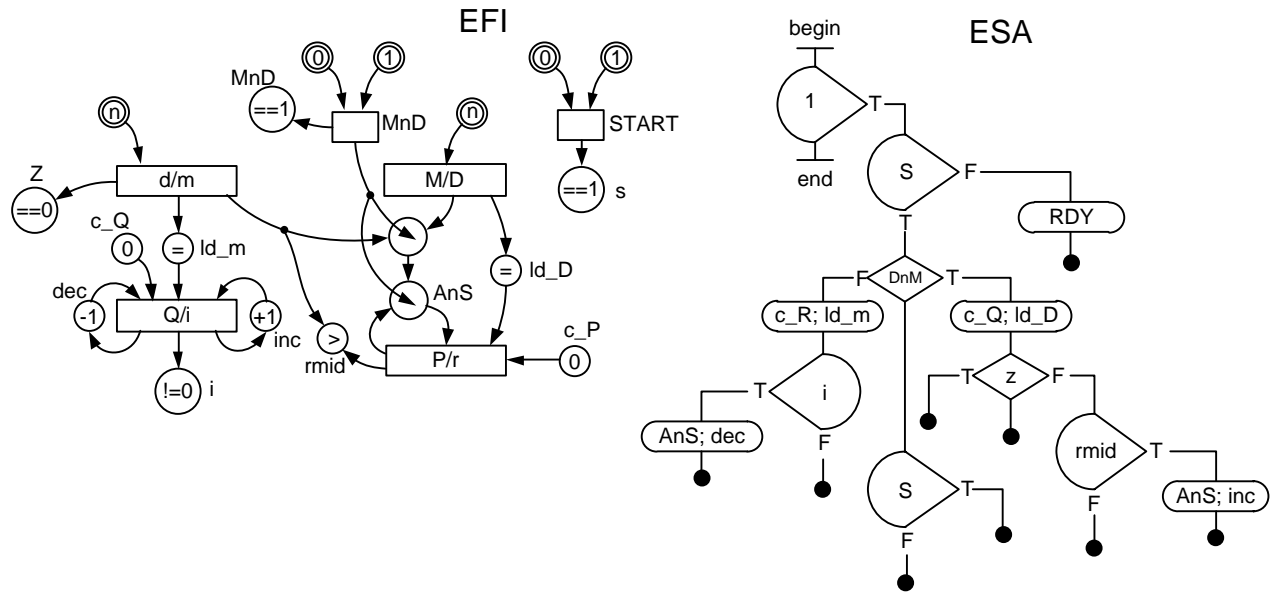 EFI
ESA
begin
0
1
0
1
MnD
==1
MnD
n
n
START
1
T
Z
==0
d/m
M/D
==1
s
end
S
F
c_Q
0
=
ld_m
RDY
T
=
ld_D
F
DnM
T
dec
-1
Q/i
+1
inc
AnS
c_R; ld_m
c_Q; ld_D
>
rmid
P/r
c_P
0
T
z
F
!=0
i
T
i
AnS; dec
F
rmid
T
S
T
AnS; inc
F
F